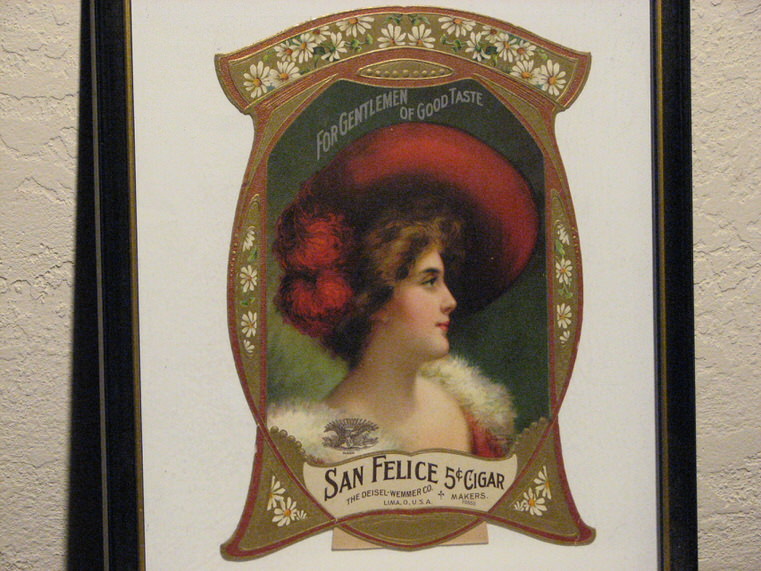 FOR GENTLEMEN
OF GOOD TASTE
SAN FELICE 5¢ CIGAR
THE DEISEL-WEMMER CO. MAKERS.
LIMA, O., U.S.A.